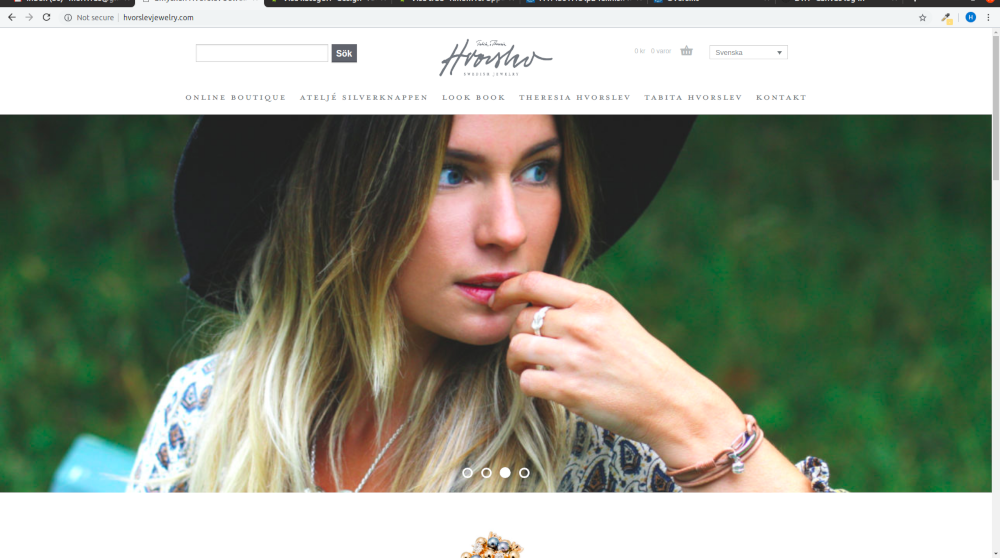 Not secure | hvorslevjewelry.com
Sök
Hvorslev
SWEDISH JEWELRY
0 kr 0 varor
Svenska
ONLINE BOUTIQUE ATELJÉ SILVERKNAPPEN LOOK BOOK THERESIA HVORSLEV TABITA HVORSLEV KONTAKT